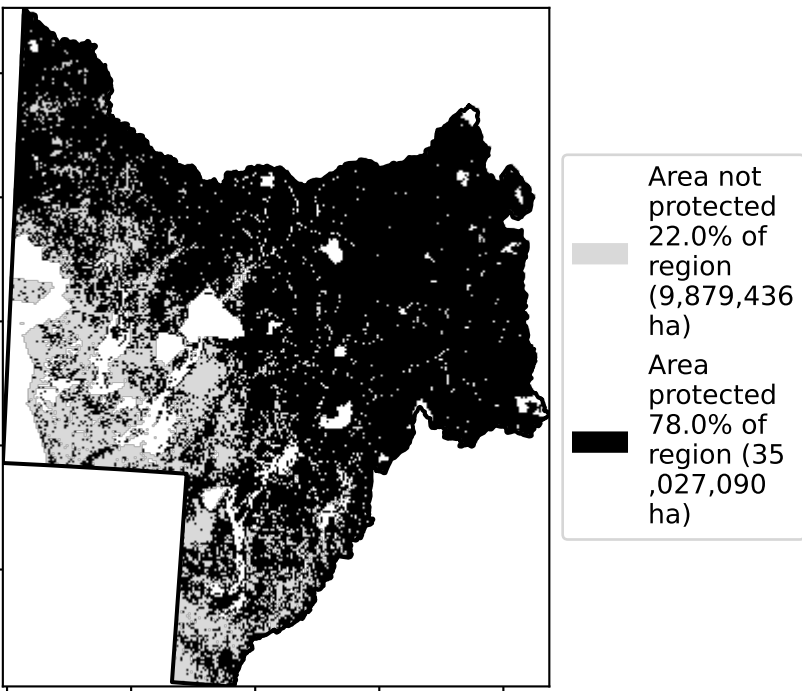 Area not
protected
22.0% of
region
(9,879,436
ha)
Area
protected
78.0% of
region (35
,027,090
ha)